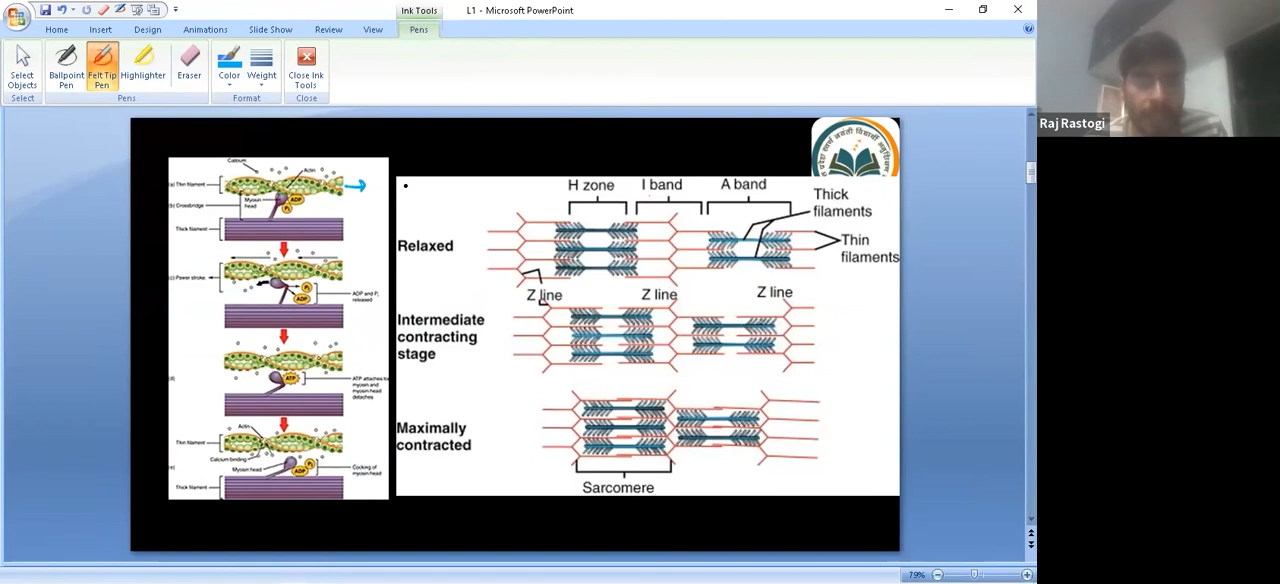 Ink Tools
L1 - Microsoft PowerPoint
Home
Insert
Design
Animations
Slide Show
Review
View
Pens
Select Objects
Ballpoint Pen
Felt Tip Pen
Highlighter
Eraser
Color
Weight
Close Ink Tools
Select
Pens
Format
Close
Raj Rastogi
Calcium
Actin
(a) Thin filament
Myosin head
ADP
Pi
(b) Crossbridge
Thick filament
(c) Power stroke
Pi
ADP
ADP and Pi released
(d)
ATP
ATP attaches to myosin and myosin head detaches
Actin
Thin filament
Calcium-binding
Myosin head
(e)
Pi
ADP
Cocking of myosin head
Thick filament
H zone
I band
A band
Thick filaments
Relaxed
Thin filaments
Z line
Z line
Z line
Intermediate contracting stage
Maximally contracted
Sarcomere
79%